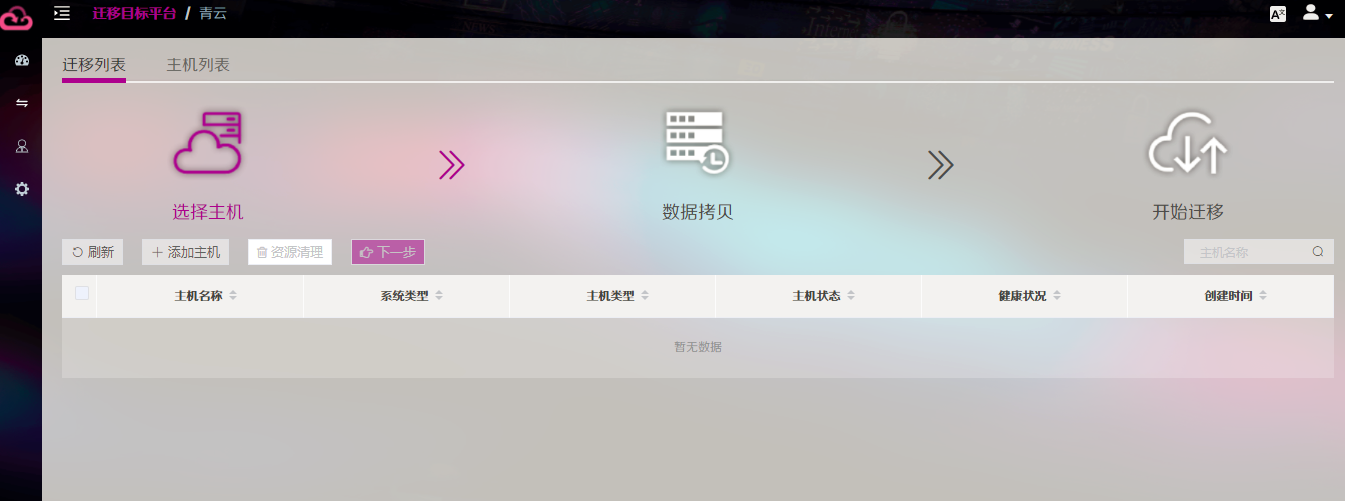 迁移目标平台 / 青云
A文
迁移列表 主机列表
选择主机 数据拷贝 开始迁移
刷新 + 添加主机 资源清理 下一步 主机名称
主机名称 系统类型 主机类型 主机状态 健康状况 创建时间
暂无数据